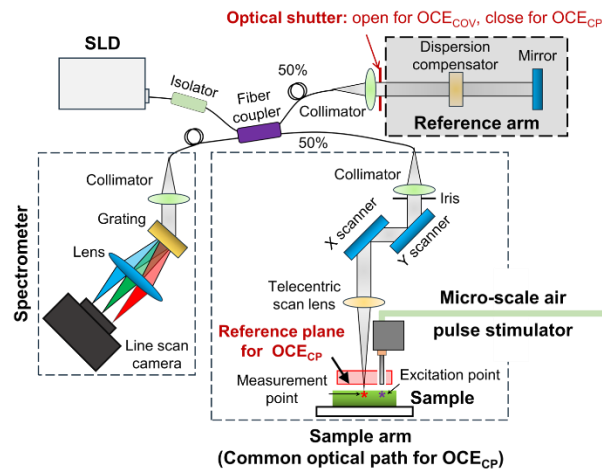 Optical shutter: open for OCE_COV, close for OCE_CP
SLD
Isolator
50%
Fiber
coupler
Collimator
Dispersion
compensator
Mirror
Reference arm
50%
Collimator
Grating
Lens
Spectrometer
Line scan
camera
Collimator
Iris
X scanner
Y scanner
Telecentric
scan lens
Micro-scale air
pulse stimulator
Reference plane
for OCE_CP
Measurement
point
Excitation point
Sample
Sample arm
(Common optical path for OCE_CP)